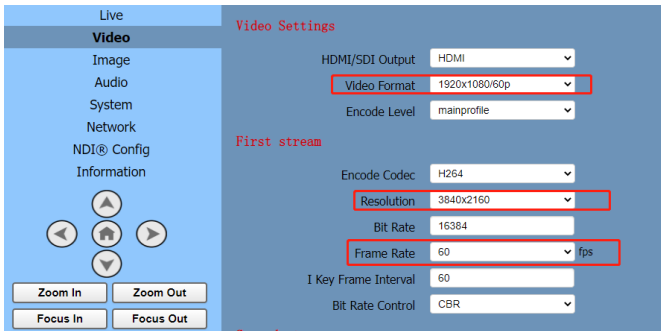 Live
Video
Image
Audio
System
Network
NDI® Config
Information
Zoom In Zoom Out
Focus In Focus Out
Video Settings
HDMI/SDI Output HDMI
Video Format 1920x1080/60p
Encode Level mainprofile
First stream
Encode Codec H264
Resolution 3840x2160
Bit Rate 16384
Frame Rate 60 fps
I Key Frame Interval 60
Bit Rate Control CBR